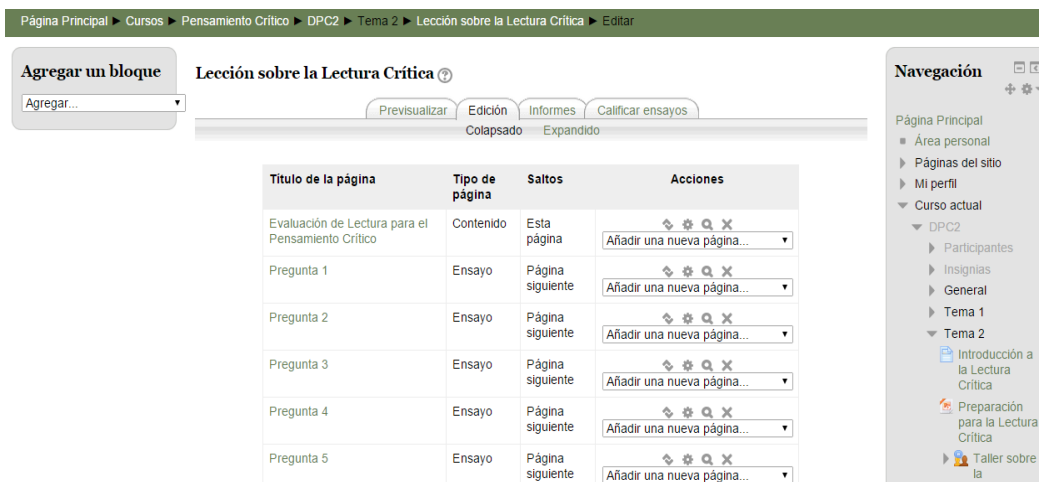 Página Principal ► Cursos ► Pensamiento Crítico ► DPC2 ► Tema 2 ► Lección sobre la Lectura Crítica ► Editar
Agregar un bloque
Agregar...
Lección sobre la Lectura Crítica
Previsualizar
Edición
Informes
Calificar ensayos
Colapsado
Expandido
Título de la página
Tipo de
página
Saltos
Acciones
Evaluación de Lectura para el
Pensamiento Crítico
Contenido
Esta
página
Añadir una nueva página...
Pregunta 1
Ensayo
Página
siguiente
Añadir una nueva página...
Pregunta 2
Ensayo
Página
siguiente
Añadir una nueva página...
Pregunta 3
Ensayo
Página
siguiente
Añadir una nueva página...
Pregunta 4
Ensayo
Página
siguiente
Añadir una nueva página...
Pregunta 5
Ensayo
Página
siguiente
Añadir una nueva página...
Navegación
Página Principal
Área personal
Páginas del sitio
Mi perfil
Curso actual
DPC2
Participantes
Insignias
General
Tema 1
Tema 2
Introducción a
la Lectura
Crítica
Preparación
para la Lectura
Crítica
Taller sobre
la